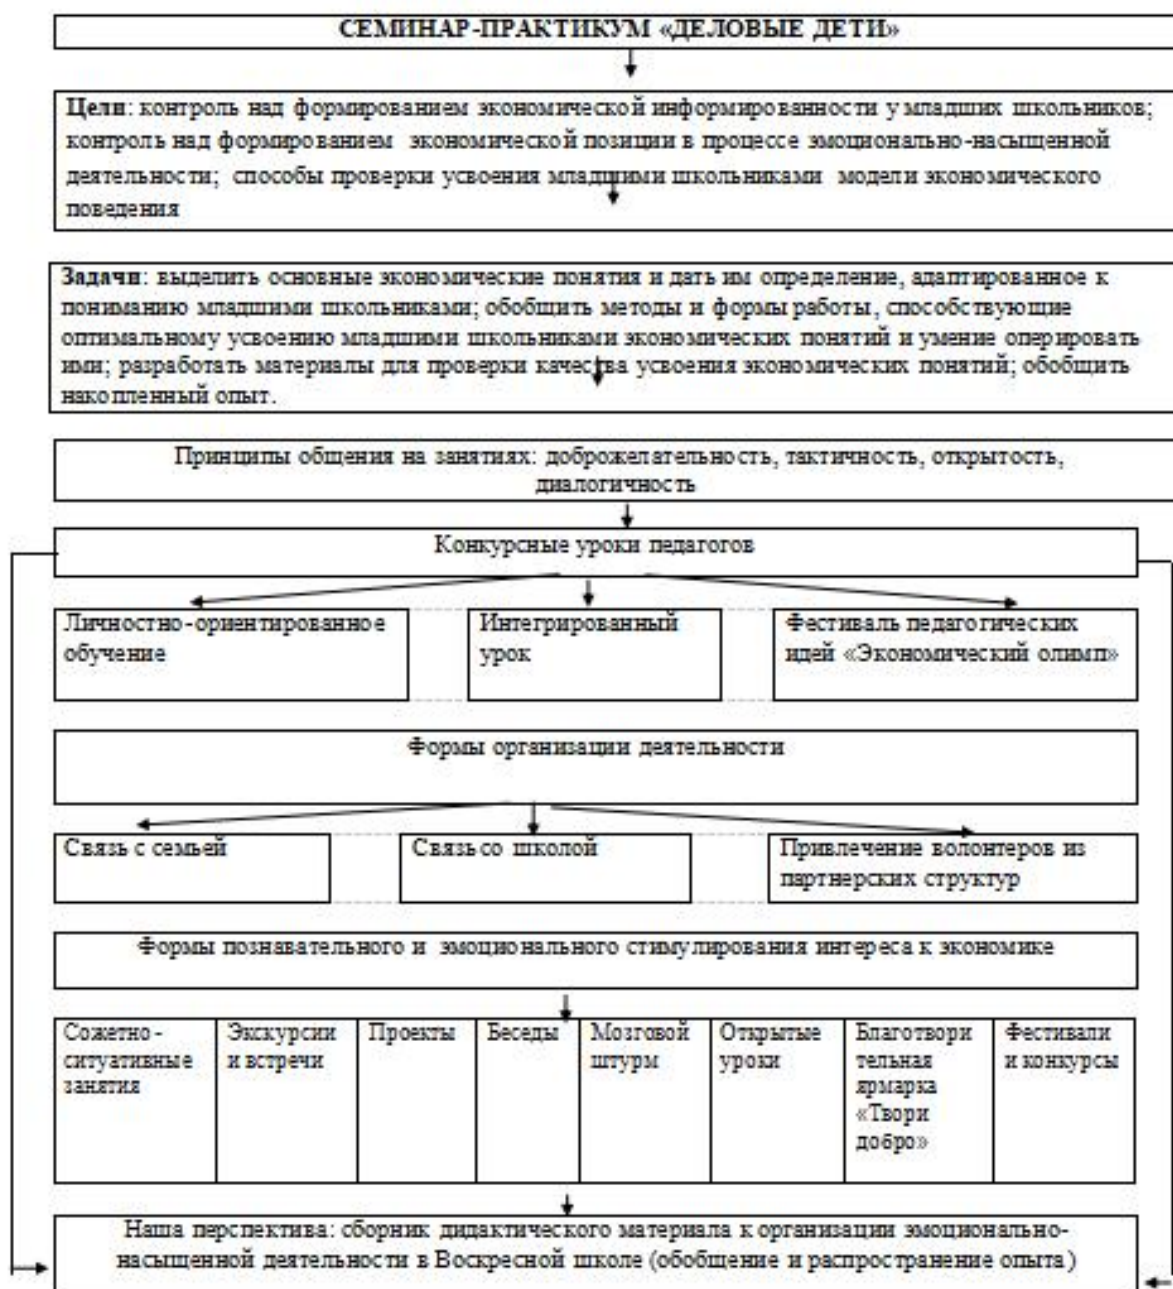 СЕМИНАР-ПРАКТИКУМ «ДЕЛОВЫЕ ДЕТИ»
Цели: контроль над формированием экономической информированности у младших школьников;
контроль над формированием экономической позиции в процессе эмоционально-насыщенной
деятельности; способы проверки усвоения младшими школьниками модели экономического
поведения
Задачи: выделить основные экономические понятия и дать им определение, адаптированное к
пониманию младшими школьниками; обобщить методы и формы работы, способствующие
оптимальному усвоению младшими школьниками экономических понятий и умение оперировать
ими; разработать материалы для проверки качества усвоения экономических понятий; обобщить
накопленный опыт.
Принципы общения на занятиях: доброжелательность, тактичность, открытость,
диалогичность
Конкурсные уроки педагогов
Личностно-ориентированное
обучение
Интегрированный
урок
Фестиваль педагогических
идей «Экономический олимп»
Формы организации деятельности
Связь с семьей
Связь со школой
Привлечение волонтеров из
партнерских структур
Формы познавательного и эмоционального стимулирования интереса к экономике
Сожетно-
ситуативные
занятия
Экскурсии
и встречи
Проекты
Беседы
Мозговой
штурм
Открытые
уроки
Благотвори
тельная
ярмарка
«Твори
добро»
Фестивали
и конкурсы
Наша перспектива: сборник дидактического материала к организации эмоционально-
насыщенной деятельности в Воскресной школе (обобщение и распространение опыта)